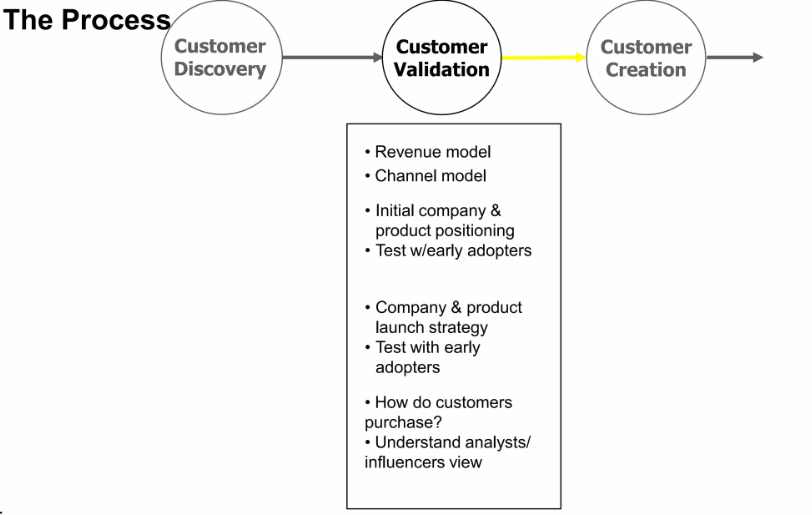 The Process
Customer
Discovery
Customer
Validation
Customer
Creation
• Revenue model
• Channel model
• Initial company &
product positioning
• Test w/early adopters
• Company & product
launch strategy
• Test with early
adopters
• How do customers
purchase?
• Understand analysts/
influencers view